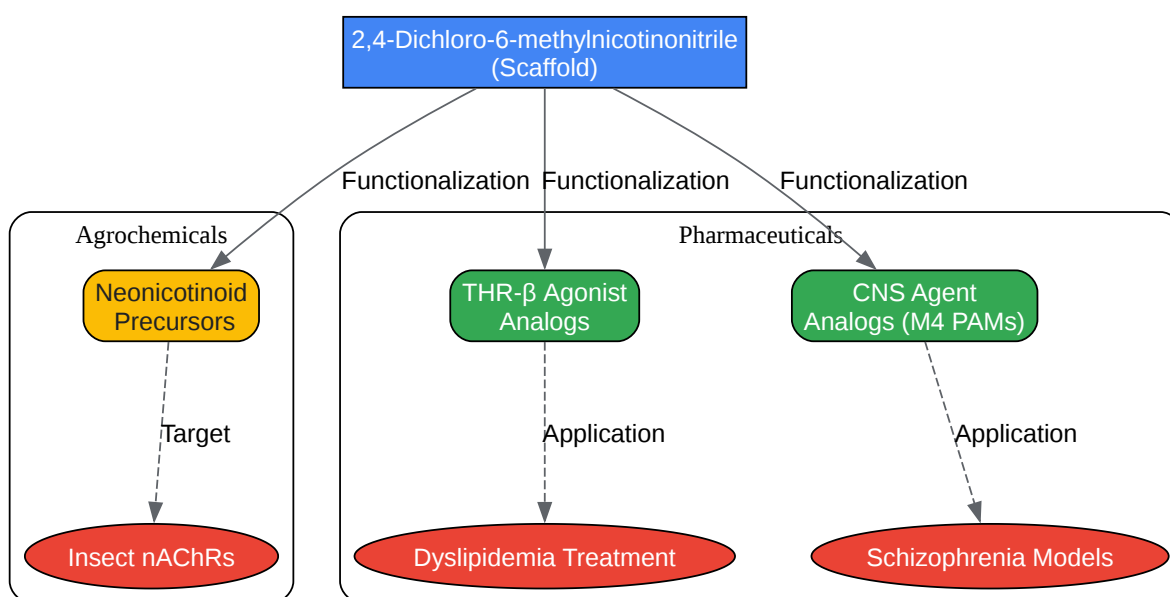 2,4-Dichloro-6-methylnicotinonitrile
(Scaffold)
Functionalization
Functionalization
Functionalization
Agrochemicals
Pharmaceuticals
Neonicotinoid
Precursors
THR-β Agonist
Analogs
CNS Agent
Analogs (M4 PAMs)
Target
Application
Application
Insect nAChRs
Dyslipidemia Treatment
Schizophrenia Models